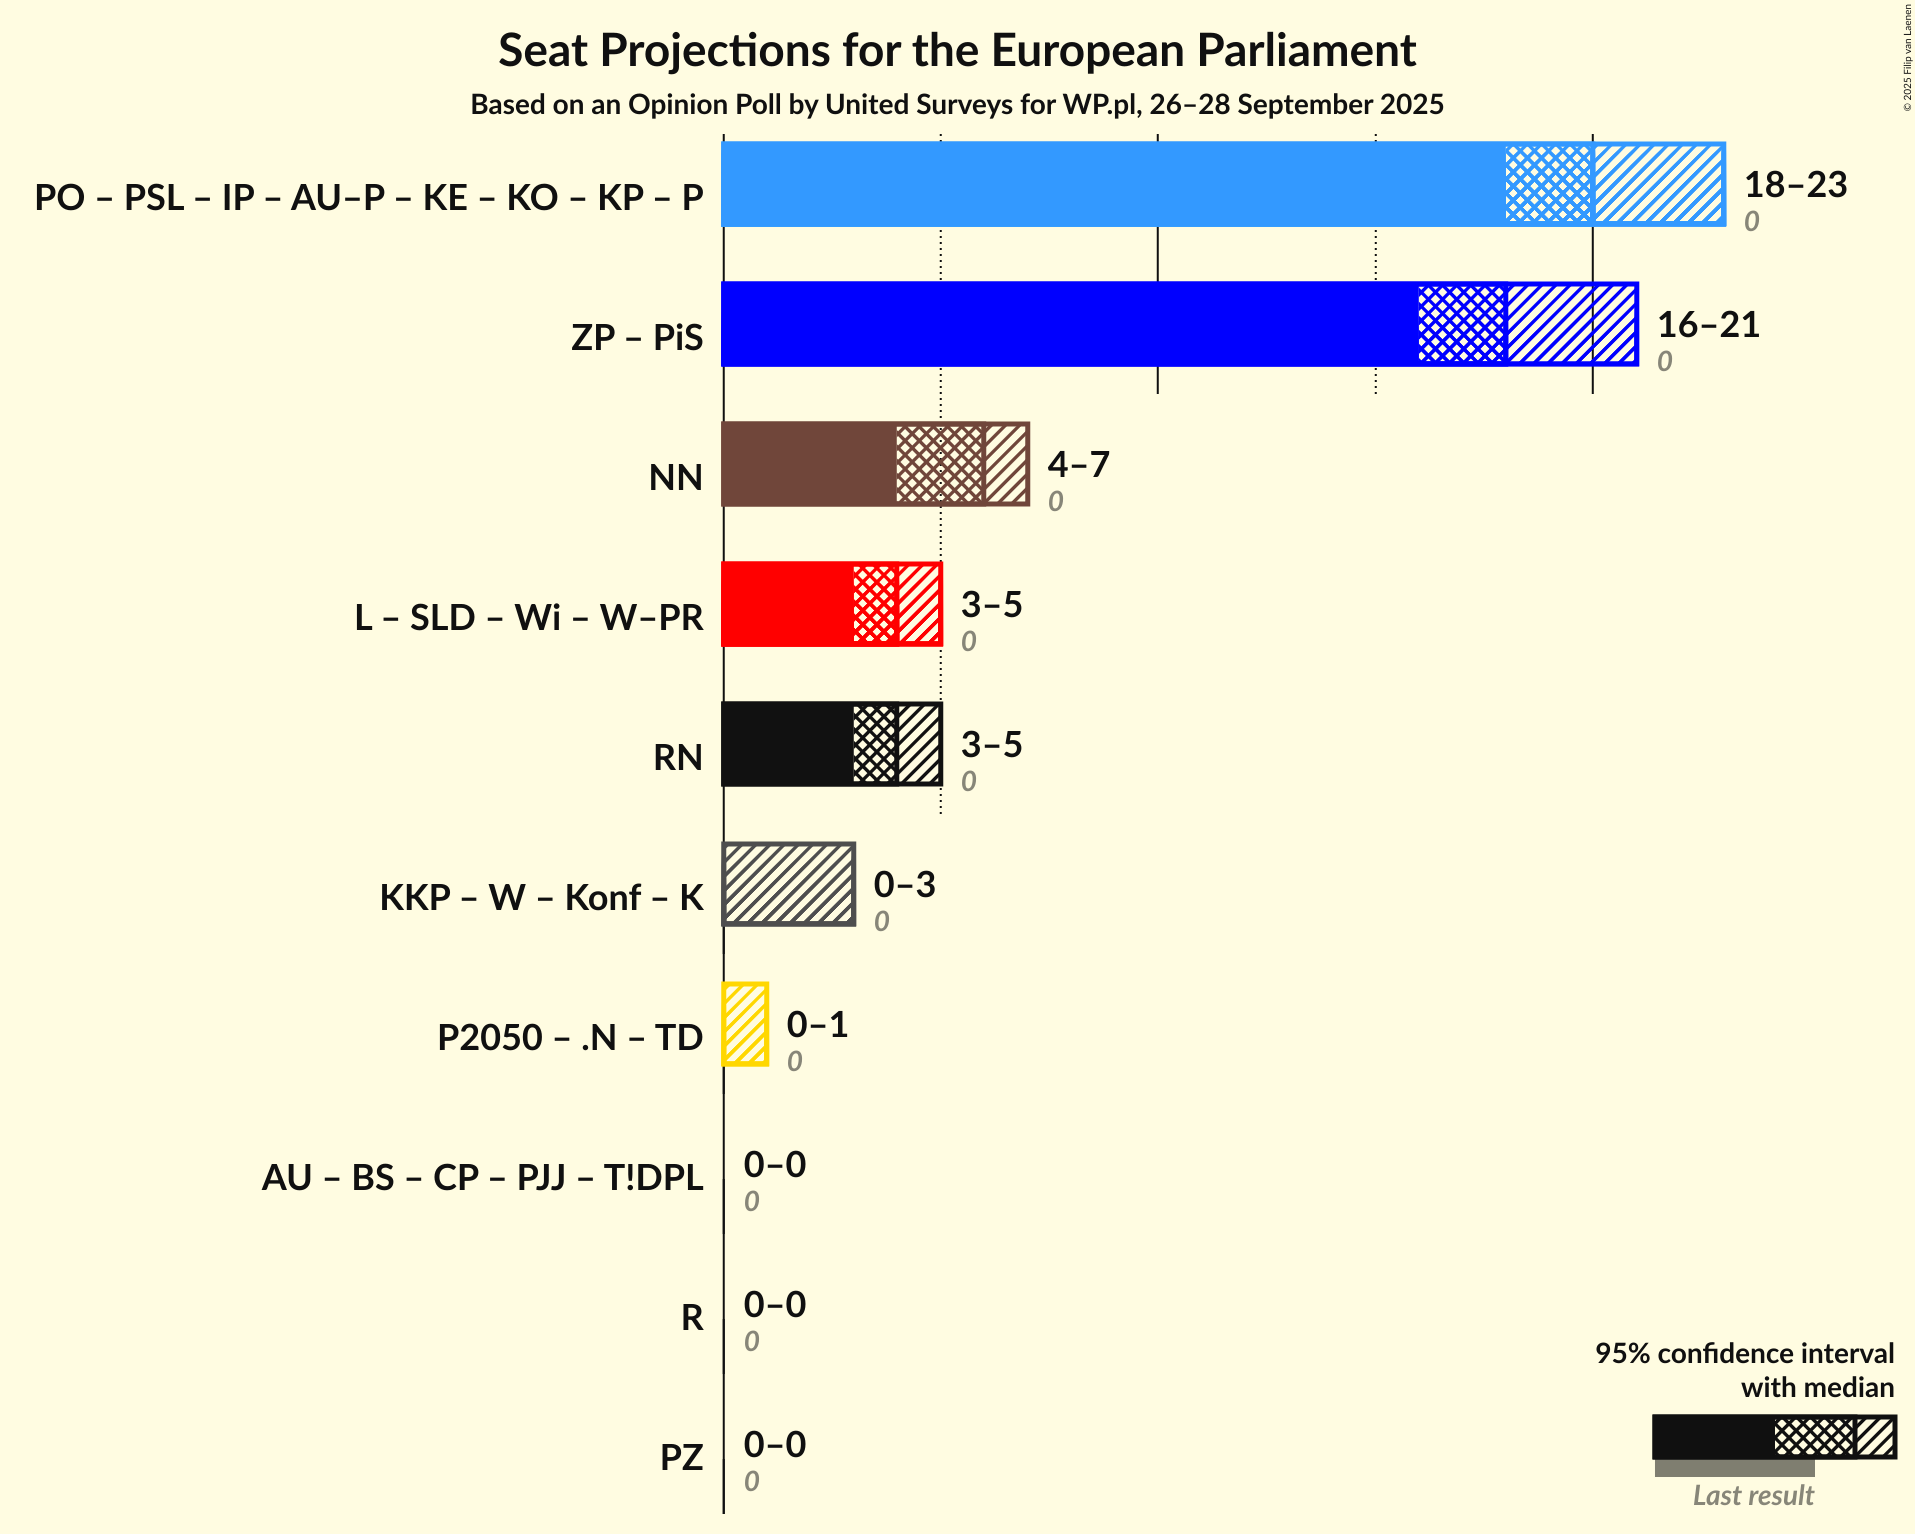 Seat Projections for the European Parliament
Based on an Opinion Poll by United Surveys for WP.pl, 26–28 September 2025
© 2025 Filip van Laenen
PO – PSL – IP – AU–P – KE – KO – KP – P
18–23
0
ZP – PiS
16–21
0
NN
4–7
0
L – SLD – Wi – W–PR
3–5
0
RN
3–5
0
KKP – W – Konf – K
0–3
0
P2050 – .N – TD
0–1
0
AU – BS – CP – PJJ – T!DPL
0–0
0
R
0–0
0
PZ
0–0
0
95% confidence interval
with median
Last result